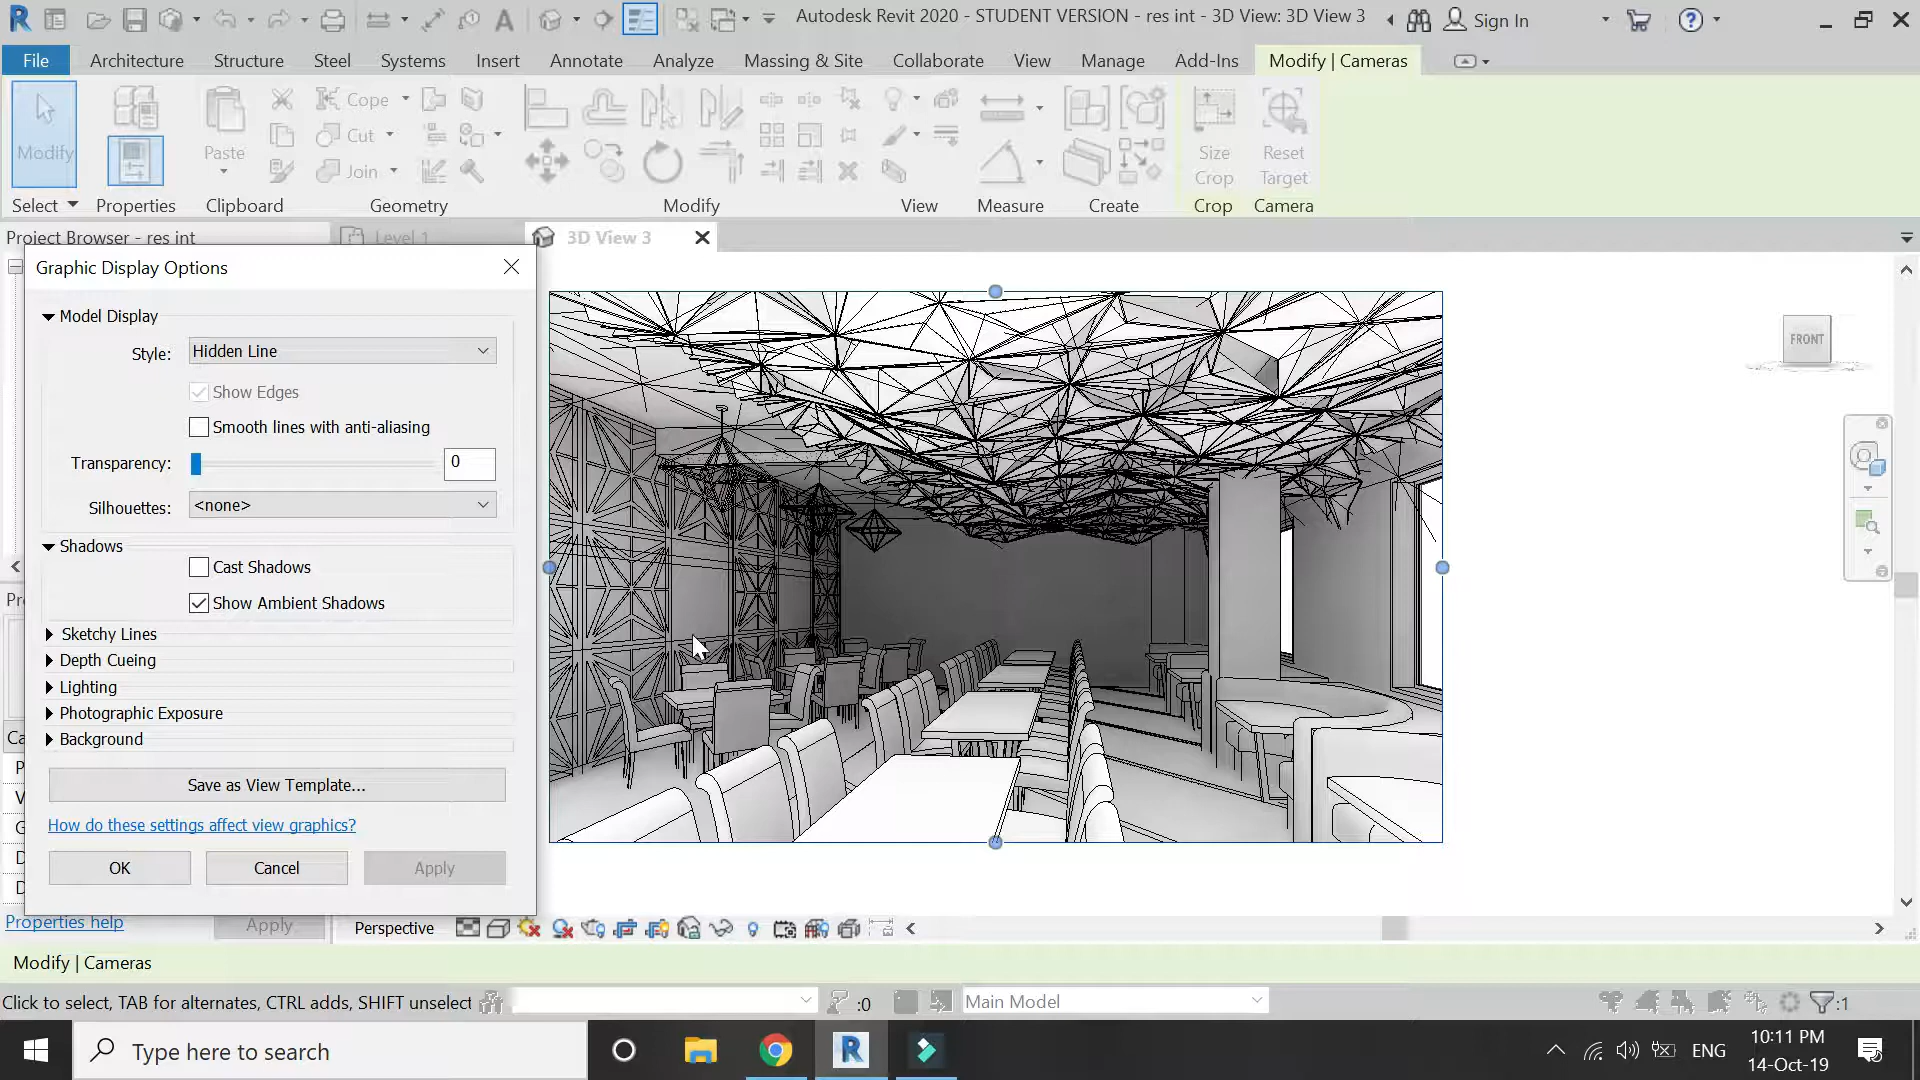 Autodesk Revit 2020 - STUDENT VERSION - res int - 3D View: 3D View 3
Sign In
File
Architecture
Structure
Steel
Systems
Insert
Annotate
Analyze
Massing & Site
Collaborate
View
Manage
Add-Ins
Modify | Cameras
Modify
Paste
Cope
Cut
Join
Size
Crop
Reset
Target
Select
Properties
Clipboard
Geometry
Modify
View
Measure
Create
Crop
Camera
Project Browser - res int
Level 1
3D View 3
Graphic Display Options
Model Display
Style:
Hidden Line
Show Edges
Smooth lines with anti-aliasing
Transparency:
0
Silhouettes:
<none>
Shadows
Cast Shadows
Show Ambient Shadows
Sketchy Lines
Depth Cueing
Lighting
Photographic Exposure
Background
Save as View Template...
How do these settings affect view graphics?
OK
Cancel
Apply
FRONT
Properties help
Apply
Perspective
Modify | Cameras
Click to select, TAB for alternates, CTRL adds, SHIFT unselect
:0
Main Model
:1
Type here to search
ENG
10:11 PM
14-Oct-19